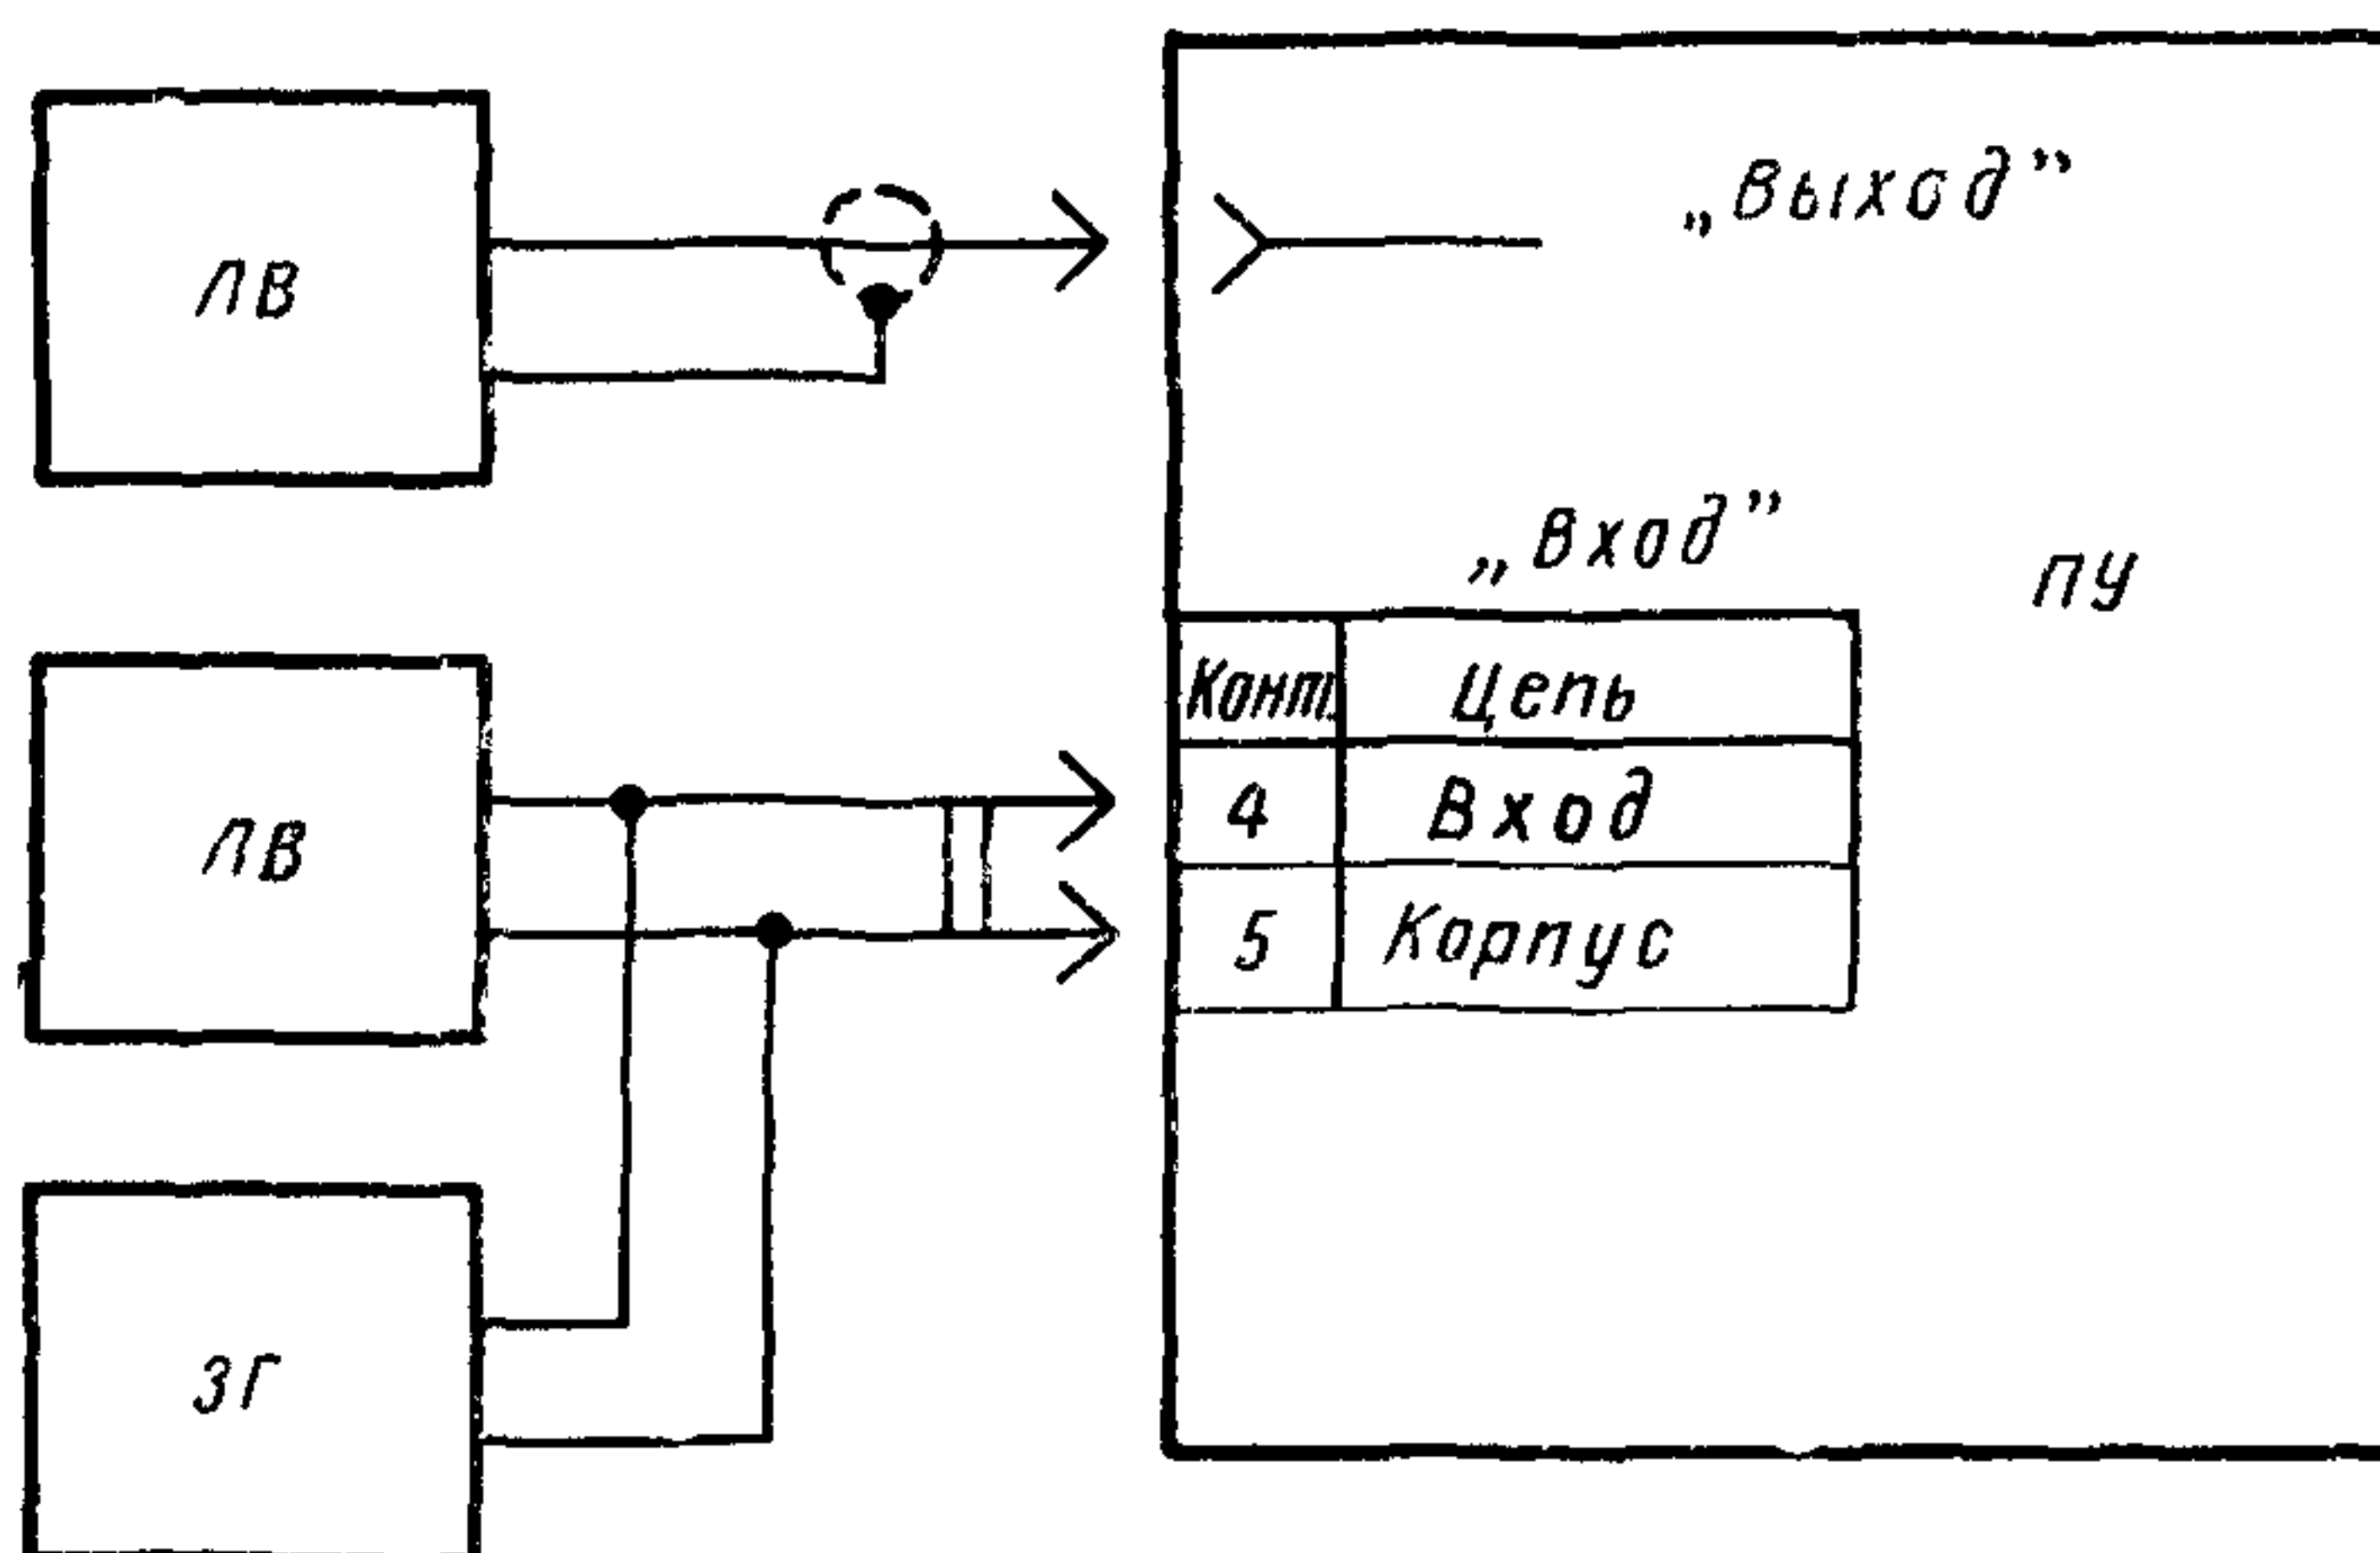 „Выход”
ЛВ
„Вход”
ПУ
Конт. Цепь
4 Вход
ЛВ
5 Корпус
ЗГ